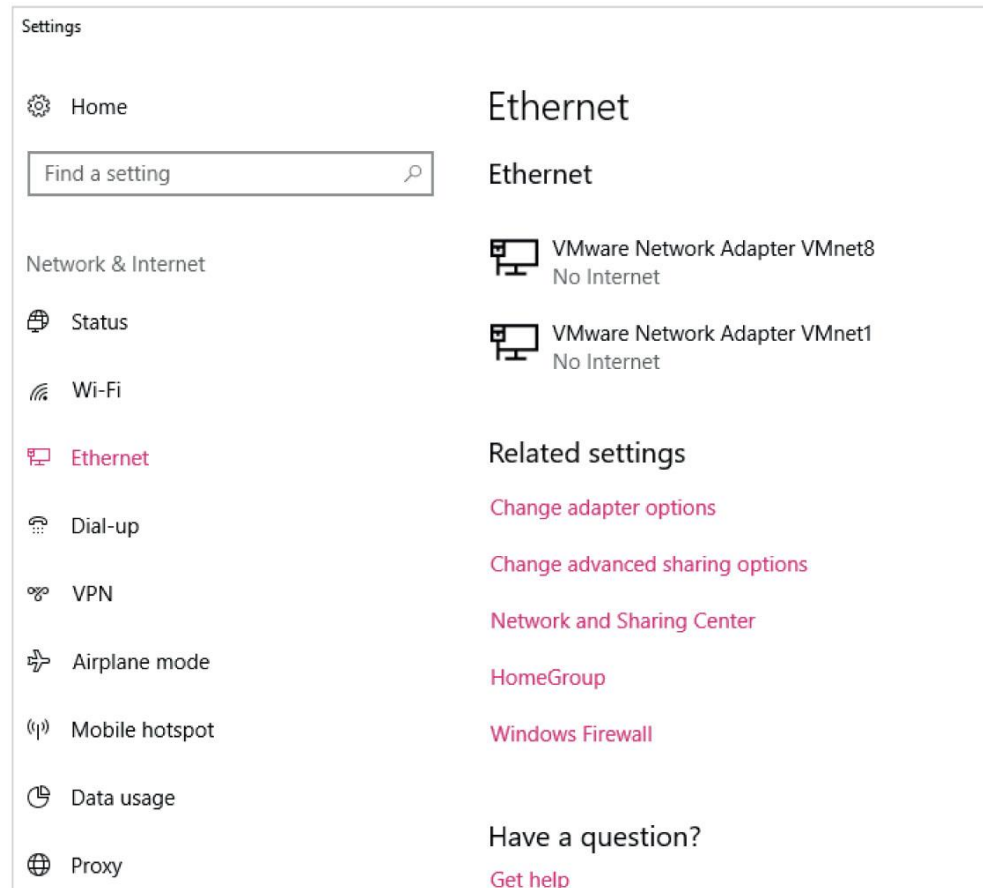 Settings
Home
Find a setting
Network & Internet
Status
Wi-Fi
Ethernet
Dial-up
VPN
Airplane mode
Mobile hotspot
Data usage
Proxy
Ethernet
Ethernet
VMware Network Adapter VMnet8
No Internet
VMware Network Adapter VMnet1
No Internet
Related settings
Change adapter options
Change advanced sharing options
Network and Sharing Center
HomeGroup
Windows Firewall
Have a question?
Get help